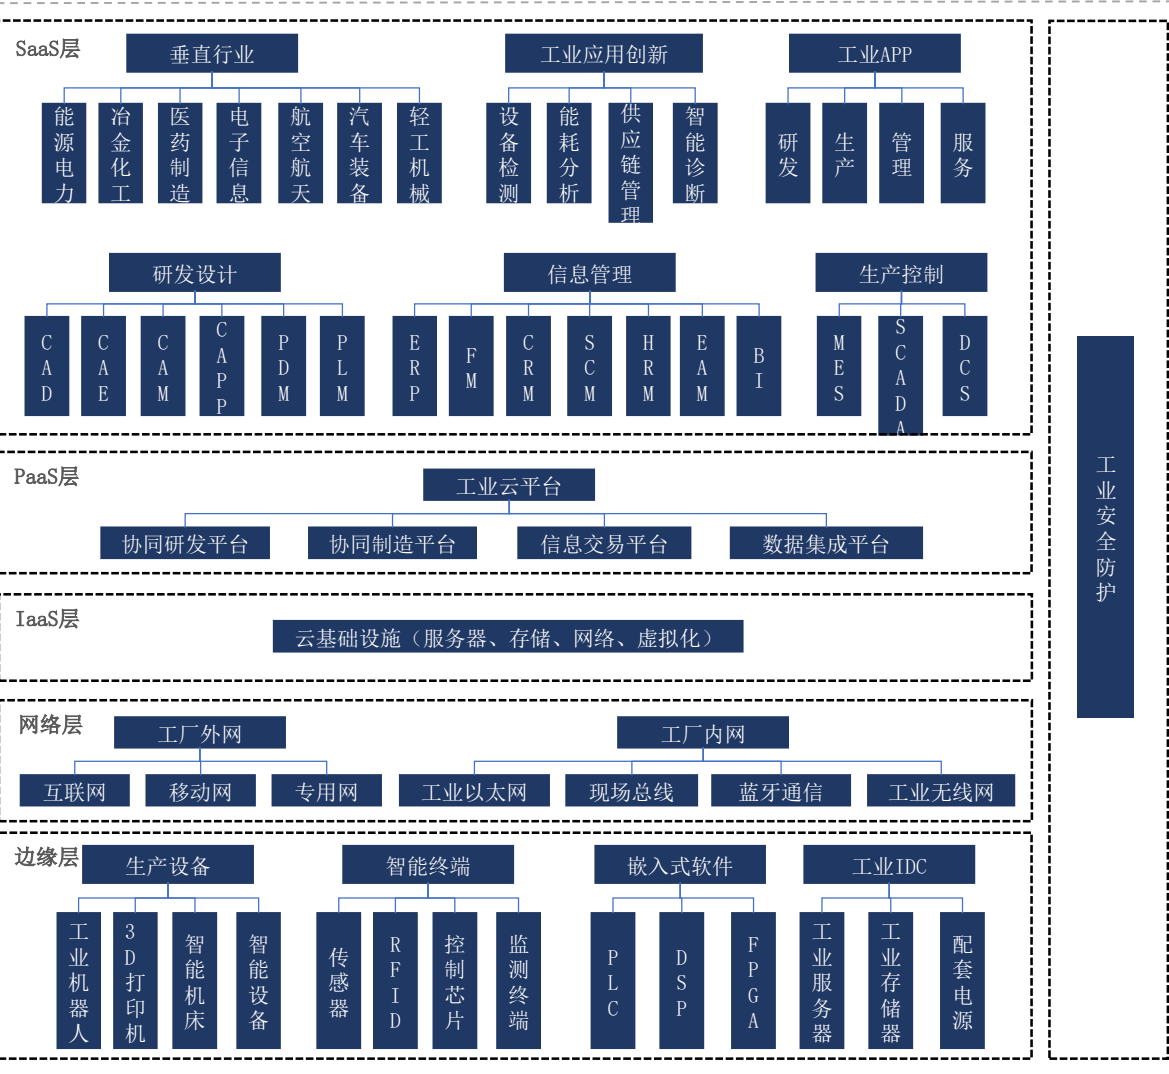 SaaS层
垂直行业
工业应用创新
工业APP
能源电力
冶金化工
医药制造
电子信息
航空航天
汽车装备
轻工机械
设备检测
能耗分析
供应链管理
智能诊断
研发
生产
管理
服务
研发设计
信息管理
生产控制
CAD
CAE
CAM
CAPP
PDM
PLM
ERP
FM
CRM
SCM
HRM
EAM
BI
MES
SCADA
DCS
PaaS层
工业云平台
协同研发平台
协同制造平台
信息交易平台
数据集成平台
IaaS层
云基础设施（服务器、存储、网络、虚拟化）
网络层
工厂外网
工厂内网
互联网
移动网
专用网
工业以太网
现场总线
蓝牙通信
工业无线网
边缘层
生产设备
智能终端
嵌入式软件
工业IDC
工业机器人
3D打印机
智能机床
智能设备
传感器
RFID
控制芯片
监测终端
PLC
DSP
FPGA
工业服务器
工业存储器
配套电源
工业安全防护